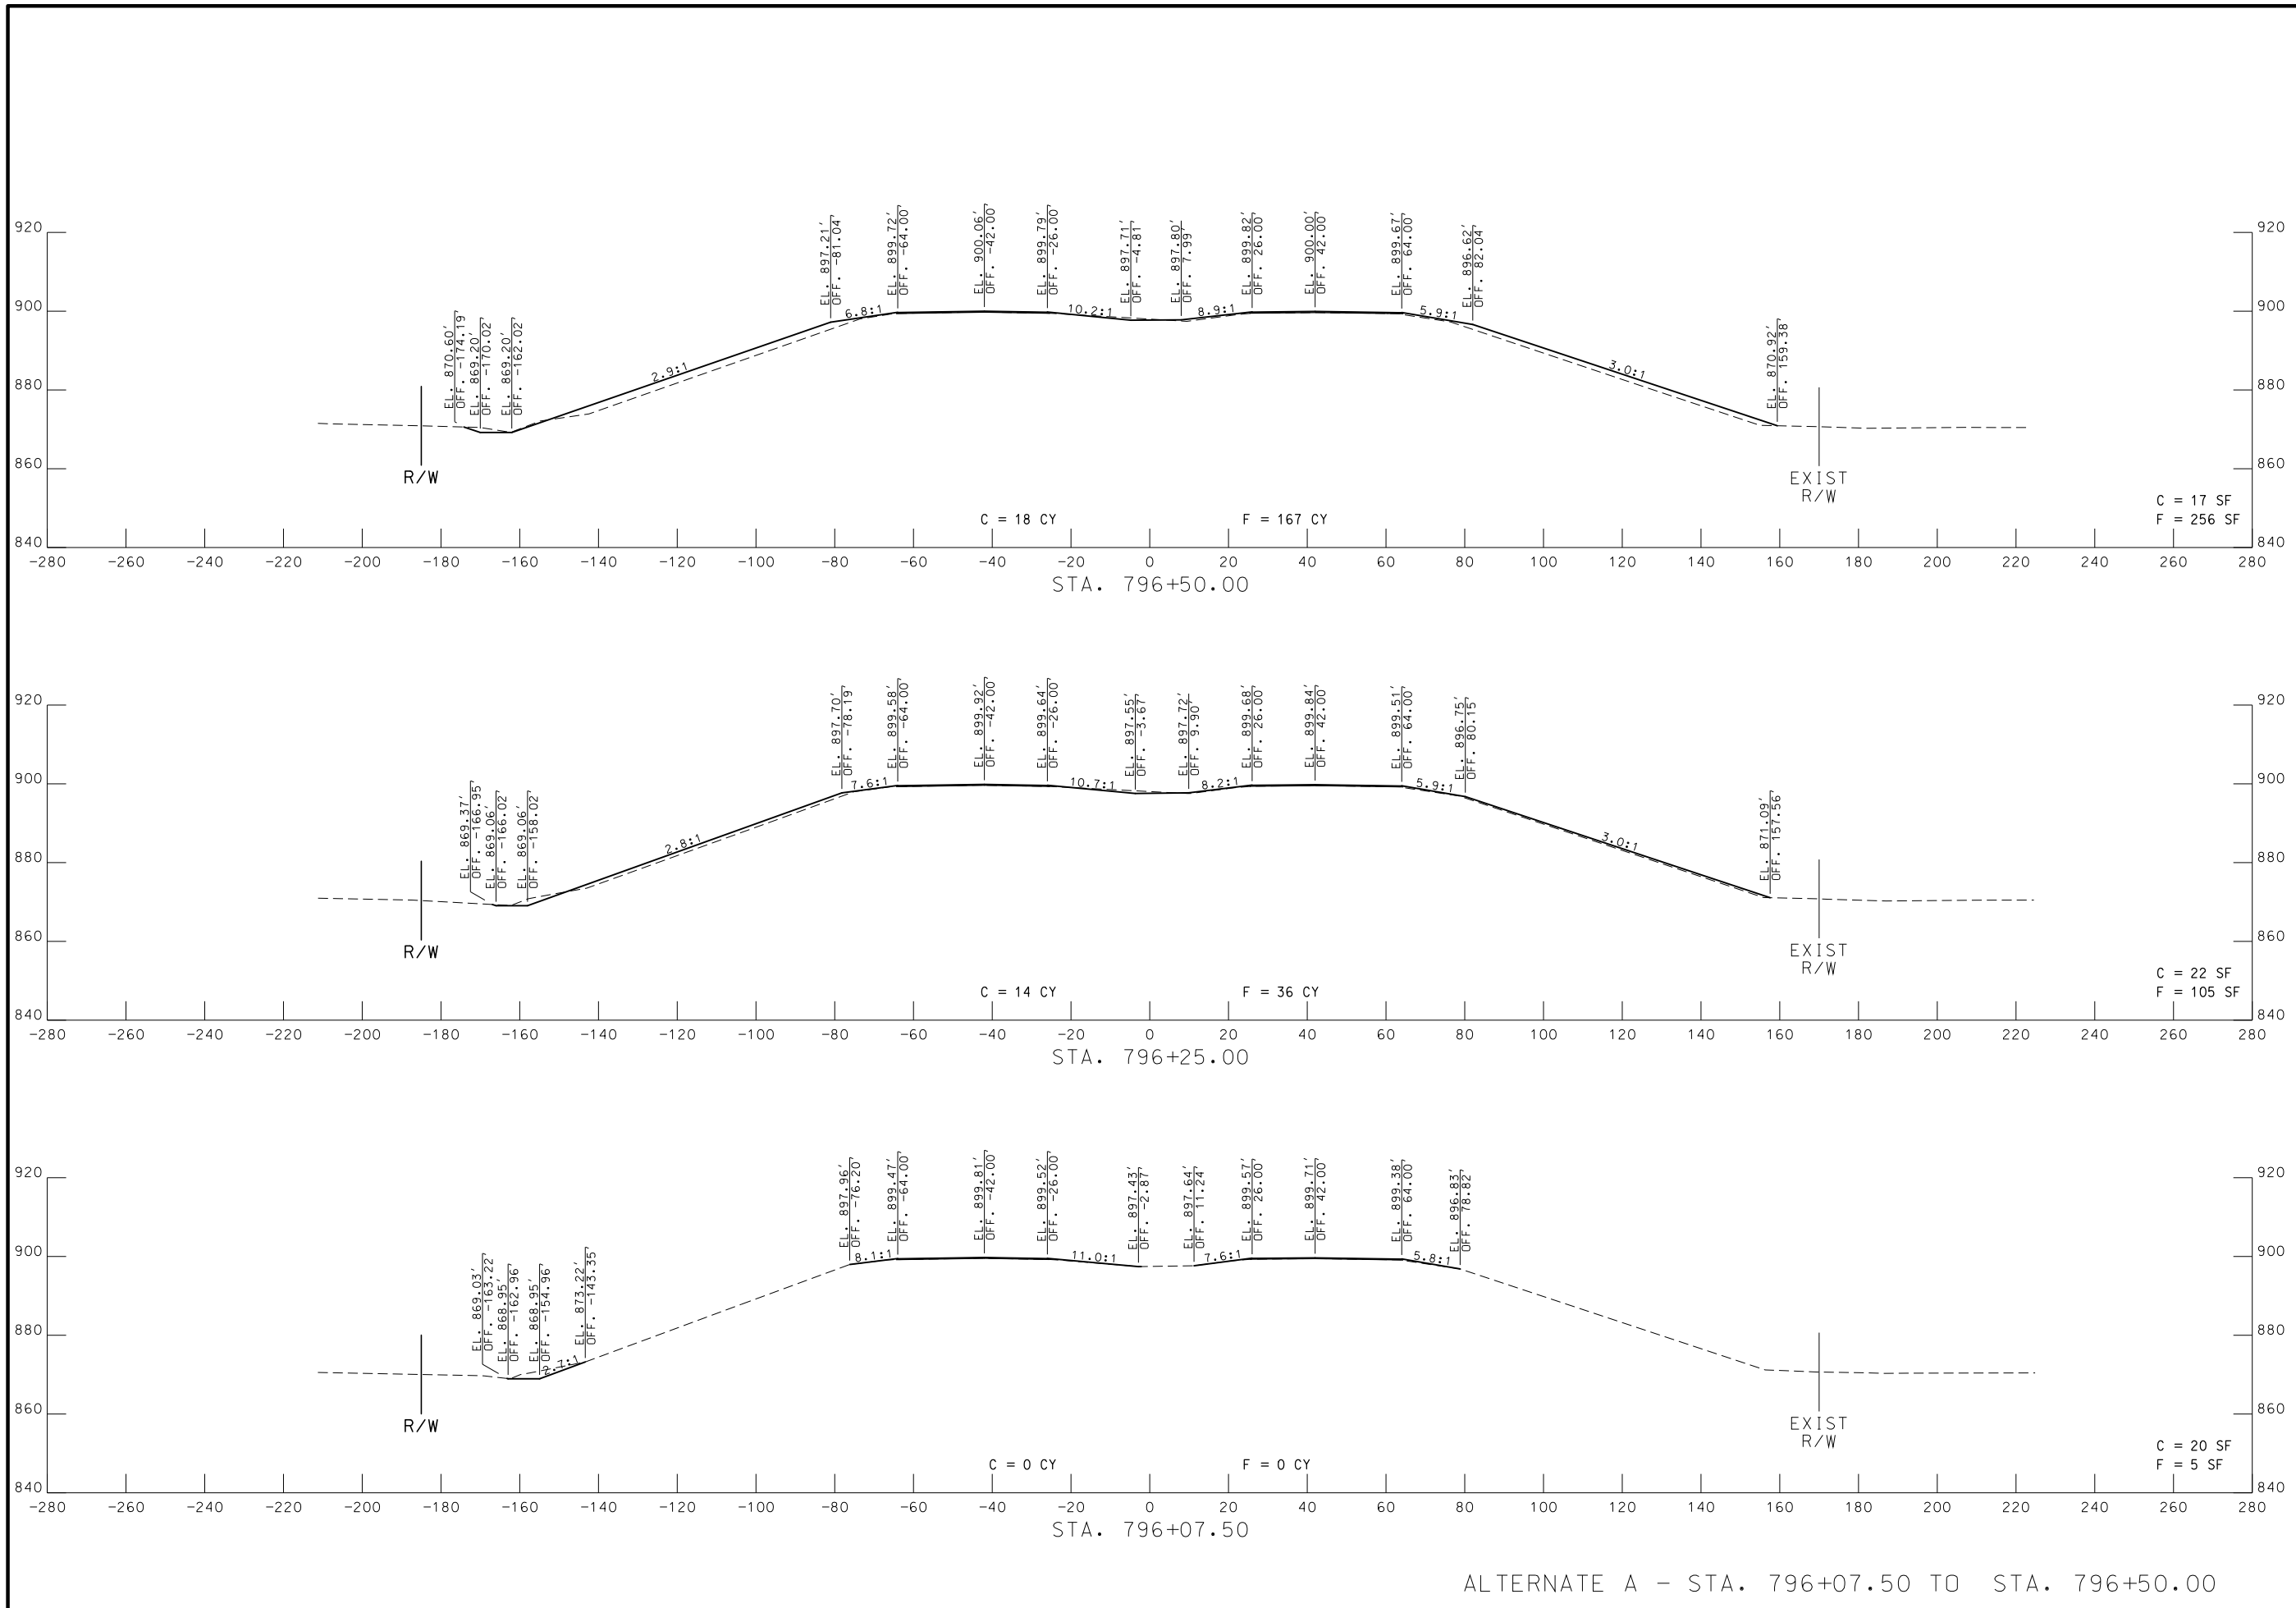 EL. 870.60'
OFF. -174.19'
EL. 869.20'
OFF. -170.02'
EL. 869.20'
OFF. -162.02'
EL. 897.21'
OFF. -81.04'
EL. 899.72'
OFF. -64.00'
EL. 900.06'
OFF. -42.00'
EL. 899.79'
OFF. -26.00'
EL. 897.71'
OFF. -4.81'
EL. 897.80'
OFF. 7.99'
EL. 899.82'
OFF. 26.00'
EL. 900.00'
OFF. 42.00'
EL. 899.67'
OFF. 64.00'
EL. 896.62'
OFF. 82.04'
EL. 870.92'
OFF. 159.38'
920 920
900 900
880 880
860 860
840 840
2.9:1 6.8:1 10.2:1 8.9:1 5.9:1 3.0:1
R/W
EXIST
R/W
C = 18 CY F = 167 CY
C = 17 SF
F = 256 SF
-280 -260 -240 -220 -200 -180 -160 -140 -120 -100 -80 -60 -40 -20 0 20 40 60 80 100 120 140 160 180 200 220 240 260 280
STA. 796+50.00
EL. 869.37'
OFF. -166.95'
EL. 869.06'
OFF. -166.02'
EL. 869.06'
OFF. -158.02'
EL. 897.70'
OFF. -78.19'
EL. 899.58'
OFF. -64.00'
EL. 899.92'
OFF. -42.00'
EL. 899.64'
OFF. -26.00'
EL. 897.55'
OFF. -3.67'
EL. 897.72'
OFF. 9.90'
EL. 899.68'
OFF. 26.00'
EL. 899.84'
OFF. 42.00'
EL. 899.51'
OFF. 64.00'
EL. 896.75'
OFF. 80.15'
EL. 871.09'
OFF. 157.56'
920 920
900 900
880 880
860 860
840 840
2.8:1 7.6:1 10.7:1 8.2:1 5.9:1 3.0:1
R/W
EXIST
R/W
C = 14 CY F = 36 CY
C = 22 SF
F = 105 SF
-280 -260 -240 -220 -200 -180 -160 -140 -120 -100 -80 -60 -40 -20 0 20 40 60 80 100 120 140 160 180 200 220 240 260 280
STA. 796+25.00
EL. 869.03'
OFF. -163.22'
EL. 868.95'
OFF. -162.96'
EL. 868.95'
OFF. -154.96'
EL. 873.22'
OFF. -143.35'
EL. 897.96'
OFF. -76.20'
EL. 899.47'
OFF. -64.00'
EL. 899.81'
OFF. -42.00'
EL. 899.52'
OFF. -26.00'
EL. 897.43'
OFF. -2.87'
EL. 897.64'
OFF. 11.24'
EL. 899.57'
OFF. 26.00'
EL. 899.71'
OFF. 42.00'
EL. 899.38'
OFF. 64.00'
EL. 896.83'
OFF. 78.82'
920 920
900 900
880 880
860 860
840 840
2.7:1 8.1:1 11.0:1 7.6:1 5.8:1
R/W
EXIST
R/W
C = 0 CY F = 0 CY
C = 20 SF
F = 5 SF
-280 -260 -240 -220 -200 -180 -160 -140 -120 -100 -80 -60 -40 -20 0 20 40 60 80 100 120 140 160 180 200 220 240 260 280
STA. 796+07.50
ALTERNATE A - STA. 796+07.50 TO STA. 796+50.00